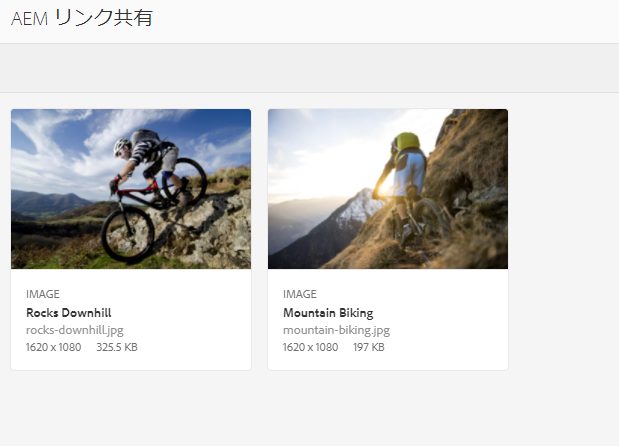 AEM リンク共有
IMAGE
Rocks Downhill
rocks-downhill.jpg
1620 x 1080 325.5 KB
IMAGE
Mountain Biking
mountain-biking.jpg
1620 x 1080 197 KB